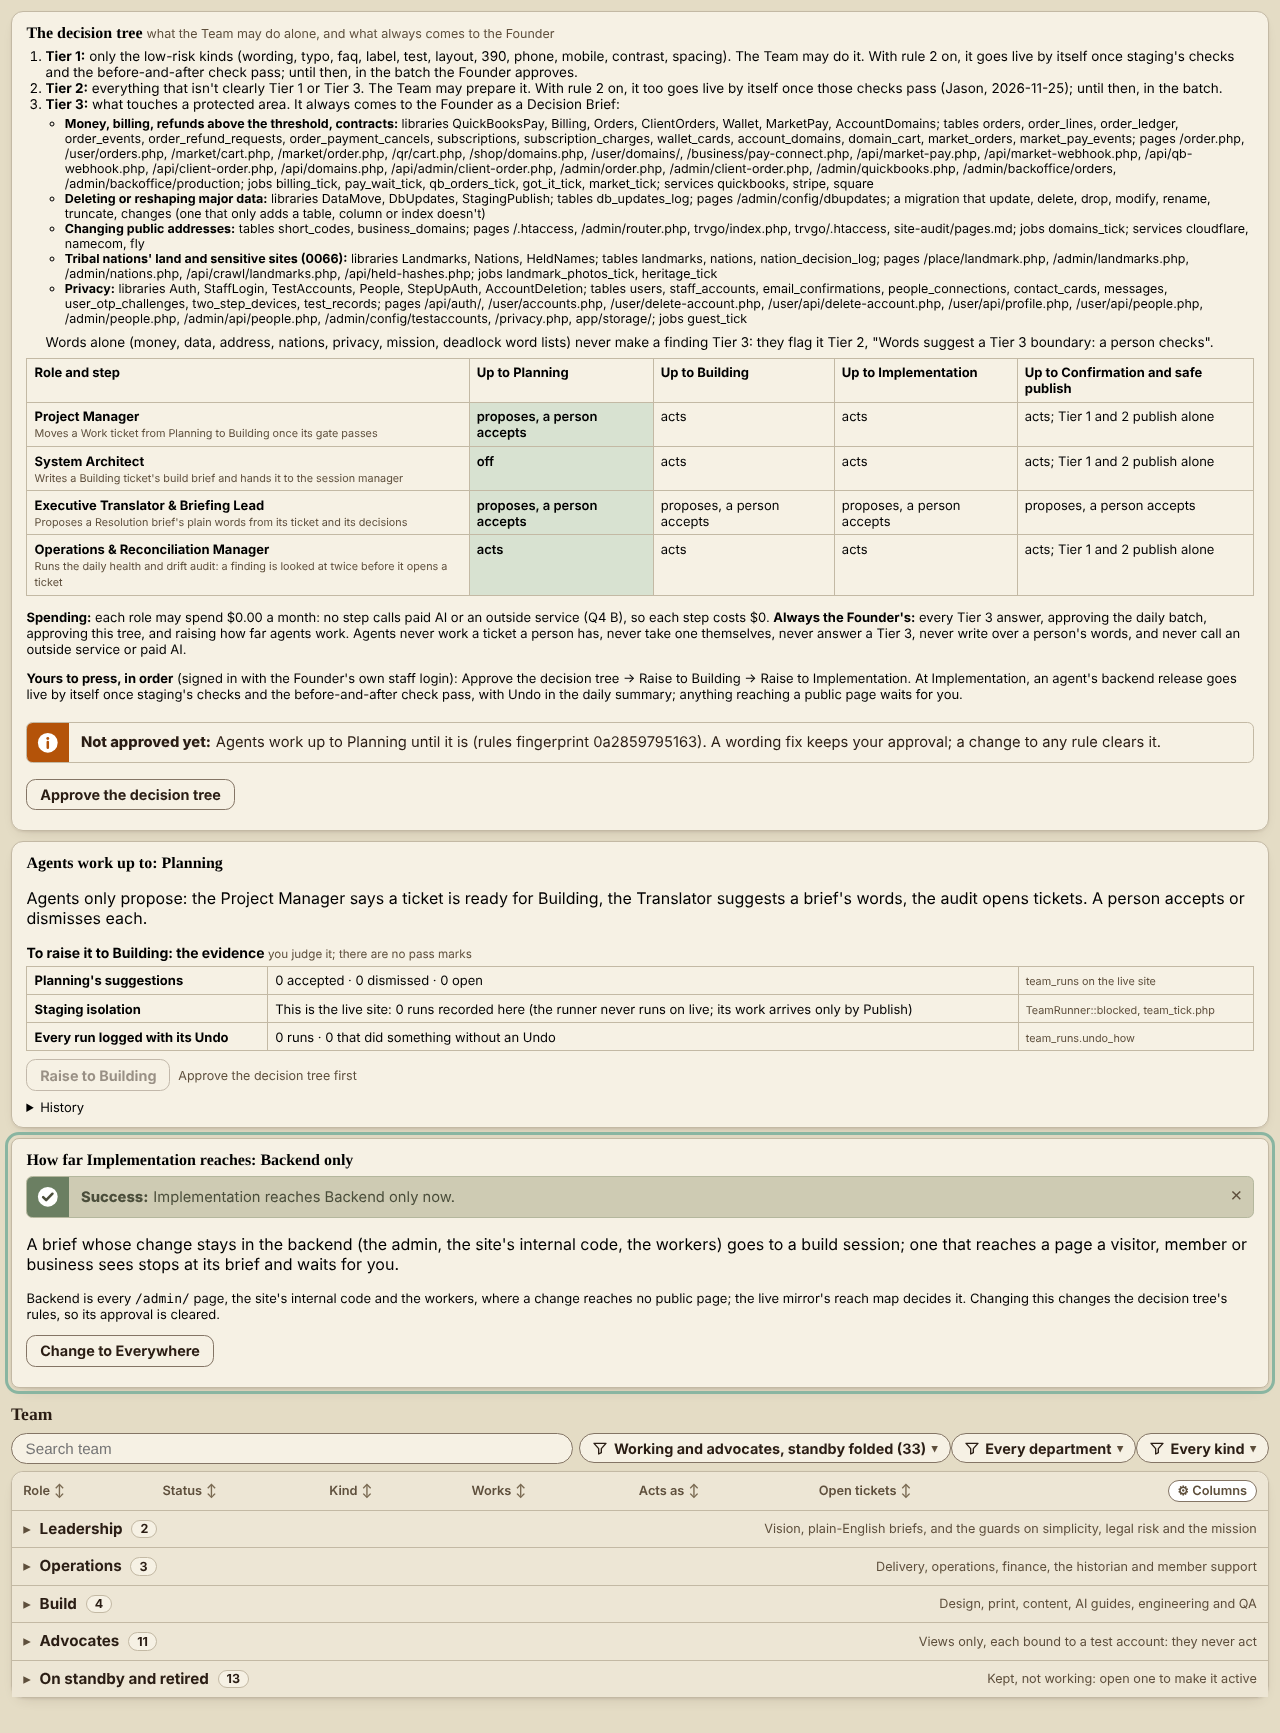 The decision tree what the Team may do alone, and what always comes to the Founder
1. Tier 1: only the low-risk kinds (wording, typo, faq, label, test, layout, 390, phone, mobile, contrast, spacing). The Team may do it. With rule 2 on, it goes live by itself once staging's checks
and the before-and-after check pass; until then, in the batch the Founder approves.
2. Tier 2: everything that isn't clearly Tier 1 or Tier 3. The Team may prepare it. With rule 2 on, it too goes live by itself once those checks pass (Jason, 2026-11-25); until then, in the batch.
3. Tier 3: what touches a protected area. It always comes to the Founder as a Decision Brief:
◦ Money, billing, refunds above the threshold, contracts: libraries QuickBooksPay, Billing, Orders, ClientOrders, Wallet, MarketPay, AccountDomains; tables orders, order_lines, order_ledger,
order_events, order_refund_requests, order_payment_cancels, subscriptions, subscription_charges, wallet_cards, account_domains, domain_cart, market_orders, market_pay_events; pages /order.php,
/user/orders.php, /market/cart.php, /market/order.php, /qr/cart.php, /shop/domains.php, /user/domains/, /business/pay-connect.php, /api/market-pay.php, /api/market-webhook.php, /api/qb-
webhook.php, /api/client-order.php, /api/domains.php, /api/admin/client-order.php, /admin/order.php, /admin/client-order.php, /admin/quickbooks.php, /admin/backoffice/orders,
/admin/backoffice/production; jobs billing_tick, pay_wait_tick, qb_orders_tick, got_it_tick, market_tick; services quickbooks, stripe, square
◦ Deleting or reshaping major data: libraries DataMove, DbUpdates, StagingPublish; tables db_updates_log; pages /admin/config/dbupdates; a migration that update, delete, drop, modify, rename,
truncate, changes (one that only adds a table, column or index doesn't)
◦ Changing public addresses: tables short_codes, business_domains; pages /.htaccess, /admin/router.php, trvgo/index.php, trvgo/.htaccess, site-audit/pages.md; jobs domains_tick; services cloudflare,
namecom, fly
◦ Tribal nations' land and sensitive sites (0066): libraries Landmarks, Nations, HeldNames; tables landmarks, nations, nation_decision_log; pages /place/landmark.php, /admin/landmarks.php,
/admin/nations.php, /api/crawl/landmarks.php, /api/held-hashes.php; jobs landmark_photos_tick, heritage_tick
◦ Privacy: libraries Auth, StaffLogin, TestAccounts, People, StepUpAuth, AccountDeletion; tables users, staff_accounts, email_confirmations, people_connections, contact_cards, messages,
user_otp_challenges, two_step_devices, test_records; pages /api/auth/, /user/accounts.php, /user/delete-account.php, /user/api/delete-account.php, /user/api/profile.php, /user/api/people.php,
/admin/people.php, /admin/api/people.php, /admin/config/testaccounts, /privacy.php, app/storage/; jobs guest_tick
Words alone (money, data, address, nations, privacy, mission, deadlock word lists) never make a finding Tier 3: they flag it Tier 2, "Words suggest a Tier 3 boundary: a person checks".
Role and step Up to Planning Up to Building Up to Implementation Up to Confirmation and safe publish
Project Manager proposes, a person accepts acts acts acts; Tier 1 and 2 publish alone
Moves a Work ticket from Planning to Building once its gate passes
System Architect off acts acts acts; Tier 1 and 2 publish alone
Writes a Building ticket's build brief and hands it to the session manager
Executive Translator & Briefing Lead proposes, a person accepts proposes, a person accepts proposes, a person accepts proposes, a person accepts
Proposes a Resolution brief's plain words from its ticket and its decisions
Operations & Reconciliation Manager acts acts acts acts; Tier 1 and 2 publish alone
Runs the daily health and drift audit: a finding is looked at twice before it opens a
ticket
Spending: each role may spend $0.00 a month: no step calls paid AI or an outside service (Q4 B), so each step costs $0. Always the Founder's: every Tier 3 answer, approving the daily batch,
approving this tree, and raising how far agents work. Agents never work a ticket a person has, never take one themselves, never answer a Tier 3, never write over a person's words, and never call an
outside service or paid AI.
Yours to press, in order (signed in with the Founder's own staff login): Approve the decision tree → Raise to Building → Raise to Implementation. At Implementation, an agent's backend release goes
live by itself once staging's checks and the before-and-after check pass, with Undo in the daily summary; anything reaching a public page waits for you.
Not approved yet: Agents work up to Planning until it is (rules fingerprint 0a2859795163). A wording fix keeps your approval; a change to any rule clears it.
Approve the decision tree
Agents work up to: Planning
Agents only propose: the Project Manager says a ticket is ready for Building, the Translator suggests a brief's words, the audit opens tickets. A person accepts or
dismisses each.
To raise it to Building: the evidence you judge it; there are no pass marks
Planning's suggestions 0 accepted · 0 dismissed · 0 open team_runs on the live site
Staging isolation This is the live site: 0 runs recorded here (the runner never runs on live; its work arrives only by Publish) TeamRunner::blocked, team_tick.php
Every run logged with its Undo 0 runs · 0 that did something without an Undo team_runs.undo_how
Raise to Building Approve the decision tree first
▶ History
How far Implementation reaches: Backend only
Success: Implementation reaches Backend only now. ✕
A brief whose change stays in the backend (the admin, the site's internal code, the workers) goes to a build session; one that reaches a page a visitor, member or
business sees stops at its brief and waits for you.
Backend is every /admin/ page, the site's internal code and the workers, where a change reaches no public page; the live mirror's reach map decides it. Changing this changes the decision tree's
rules, so its approval is cleared.
Change to Everywhere
Team
Search team Working and advocates, standby folded (33) ▾ Every department ▾ Every kind ▾
Role ↕ Status ↕ Kind ↕ Works ↕ Acts as ↕ Open tickets ↕ ⚙ Columns
▸ Leadership 2 Vision, plain-English briefs, and the guards on simplicity, legal risk and the mission
▸ Operations 3 Delivery, operations, finance, the historian and member support
▸ Build 4 Design, print, content, AI guides, engineering and QA
▸ Advocates 11 Views only, each bound to a test account: they never act
▸ On standby and retired 13 Kept, not working: open one to make it active